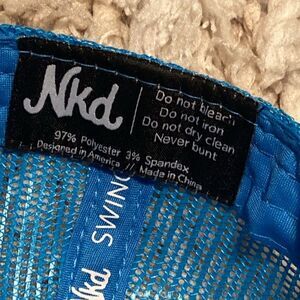 Nkd
Do not bleach
Do not iron
Do not dry clean
Never bunt
97% Polyester 3% Spandex
Designed in America // Made in China
Nkd SWING